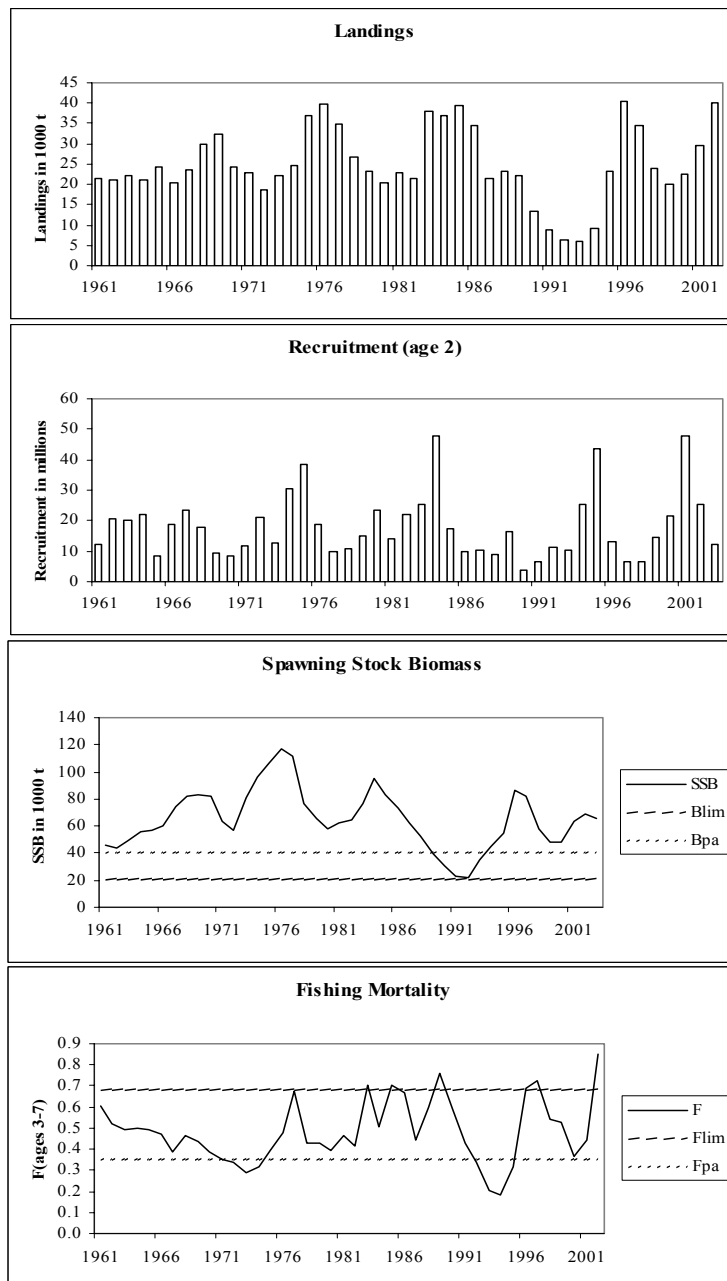 Landings
Landings in 1000 t
45
40
35
30
25
20
15
10
5
0
1961 1966 1971 1976 1981 1986 1991 1996 2001
Recruitment (age 2)
Recruitment in millions
60
50
40
30
20
10
0
1961 1966 1971 1976 1981 1986 1991 1996 2001
Spawning Stock Biomass
SSB in 1000 t
140
120
100
80
60
40
20
0
1961 1966 1971 1976 1981 1986 1991 1996 2001
SSB
Blim
Bpa
Fishing Mortality
F(ages 3-7)
0.9
0.8
0.7
0.6
0.5
0.4
0.3
0.2
0.1
0.0
1961 1966 1971 1976 1981 1986 1991 1996 2001
F
Flim
Fpa